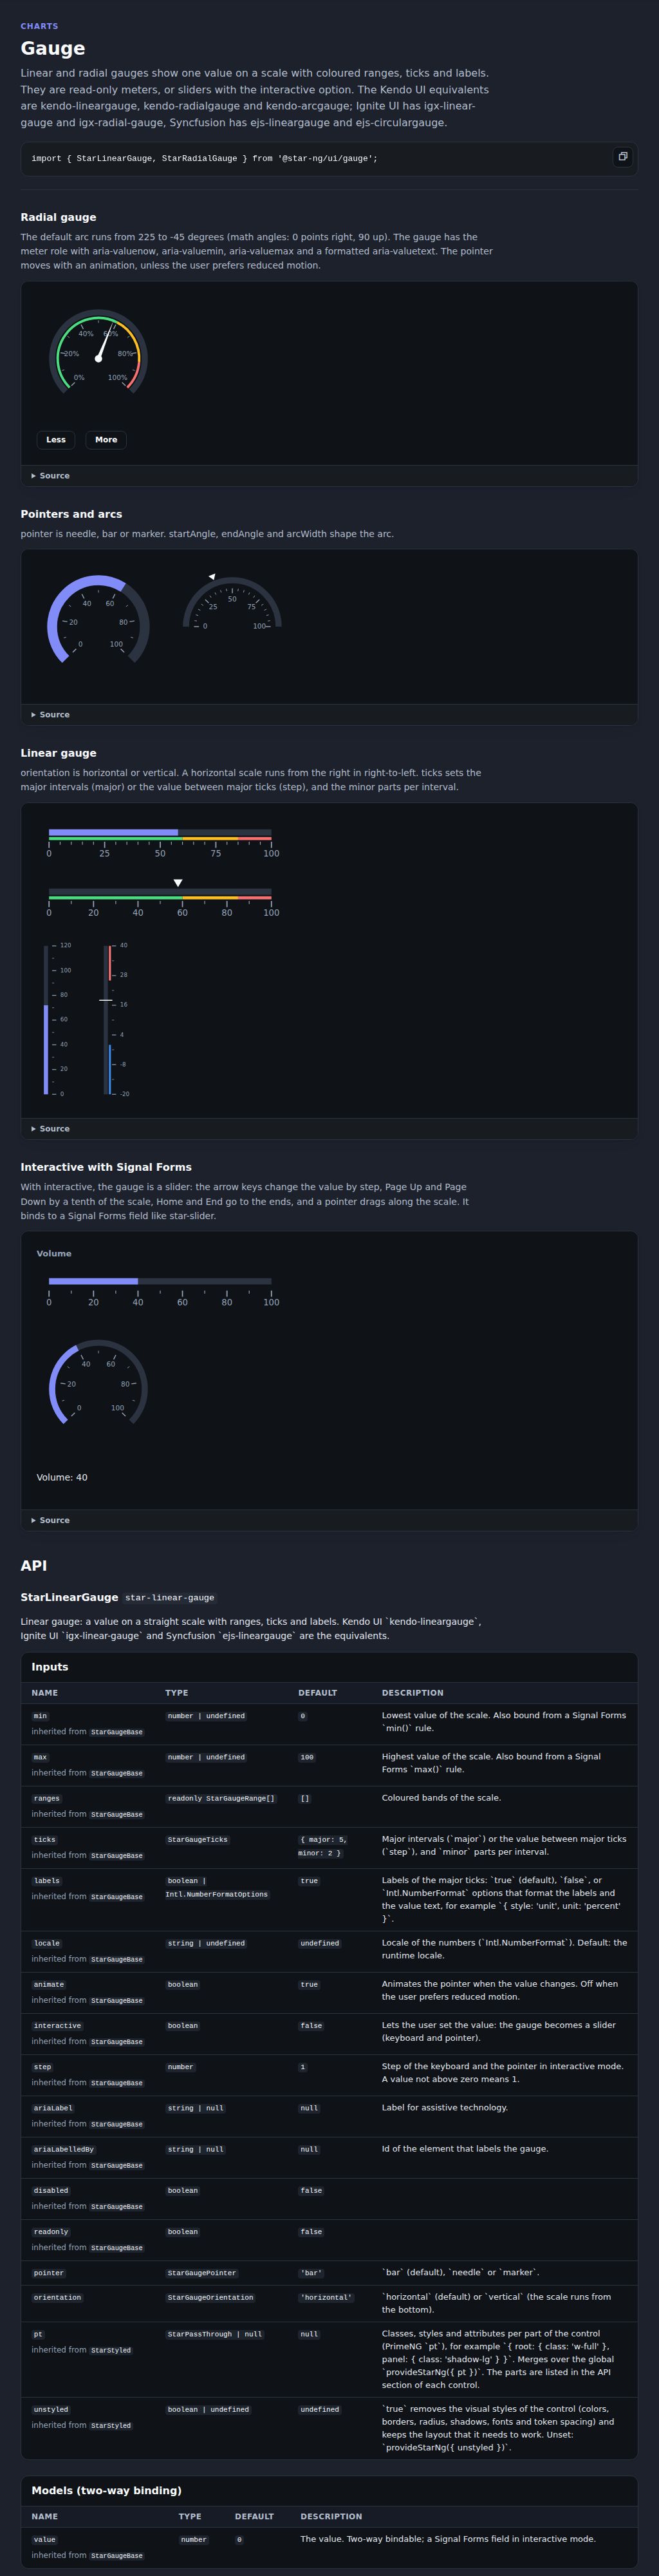 CHARTS
Gauge
Linear and radial gauges show one value on a scale with coloured ranges, ticks and labels.
They are read-only meters, or sliders with the interactive option. The Kendo UI equivalents
are kendo-lineargauge, kendo-radialgauge and kendo-arcgauge; Ignite UI has igx-linear-
gauge and igx-radial-gauge, Syncfusion has ejs-lineargauge and ejs-circulargauge.
import { StarLinearGauge, StarRadialGauge } from '@star-ng/ui/gauge';
Radial gauge
The default arc runs from 225 to -45 degrees (math angles: 0 points right, 90 up). The gauge has the
meter role with aria-valuenow, aria-valuemin, aria-valuemax and a formatted aria-valuetext. The pointer
moves with an animation, unless the user prefers reduced motion.
40% 60%
20% 80%
0% 100%
Less More
Source
Pointers and arcs
pointer is needle, bar or marker. startAngle, endAngle and arcWidth shape the arc.
40 60
20 80
0 100
50
25 75
0 100
Source
Linear gauge
orientation is horizontal or vertical. A horizontal scale runs from the right in right-to-left. ticks sets the
major intervals (major) or the value between major ticks (step), and the minor parts per interval.
0 25 50 75 100
0 20 40 60 80 100
120 40
100 28
80 16
60
40 4
20 -8
0 -20
Source
Interactive with Signal Forms
With interactive, the gauge is a slider: the arrow keys change the value by step, Page Up and Page
Down by a tenth of the scale, Home and End go to the ends, and a pointer drags along the scale. It
binds to a Signal Forms field like star-slider.
Volume
0 20 40 60 80 100
40 60
20 80
0 100
Volume: 40
Source
API
StarLinearGauge star-linear-gauge
Linear gauge: a value on a straight scale with ranges, ticks and labels. Kendo UI `kendo-lineargauge`,
Ignite UI `igx-linear-gauge` and Syncfusion `ejs-lineargauge` are the equivalents.
Inputs
NAME TYPE DEFAULT DESCRIPTION
min number | undefined 0 Lowest value of the scale. Also bound from a Signal Forms
`min()` rule.
inherited from StarGaugeBase
max number | undefined 100 Highest value of the scale. Also bound from a Signal
Forms `max()` rule.
inherited from StarGaugeBase
ranges readonly StarGaugeRange[] [] Coloured bands of the scale.
inherited from StarGaugeBase
ticks StarGaugeTicks { major: 5, minor: 2 } Major intervals (`major`) or the value between major ticks
(`step`), and `minor` parts per interval.
inherited from StarGaugeBase
labels boolean | Intl.NumberFormatOptions true Labels of the major ticks: `true` (default), `false`, or
`Intl.NumberFormat` options that format the labels and
the value text, for example `{ style: 'unit', unit: 'percent'
}`.
inherited from StarGaugeBase
locale string | undefined undefined Locale of the numbers (`Intl.NumberFormat`). Default: the
runtime locale.
inherited from StarGaugeBase
animate boolean true Animates the pointer when the value changes. Off when
the user prefers reduced motion.
inherited from StarGaugeBase
interactive boolean false Lets the user set the value: the gauge becomes a slider
(keyboard and pointer).
inherited from StarGaugeBase
step number 1 Step of the keyboard and the pointer in interactive mode.
A value not above zero means 1.
inherited from StarGaugeBase
ariaLabel string | null null Label for assistive technology.
inherited from StarGaugeBase
ariaLabelledBy string | null null Id of the element that labels the gauge.
inherited from StarGaugeBase
disabled boolean false
inherited from StarGaugeBase
readonly boolean false
inherited from StarGaugeBase
pointer StarGaugePointer 'bar' `bar` (default), `needle` or `marker`.
orientation StarGaugeOrientation 'horizontal' `horizontal` (default) or `vertical` (the scale runs from
the bottom).
pt StarPassThrough | null null Classes, styles and attributes per part of the control
(PrimeNG `pt`), for example `{ root: { class: 'w-full' },
panel: { class: 'shadow-lg' } }`. Merges over the global
`provideStarNg({ pt })`. The parts are listed in the API
section of each control.
inherited from StarStyled
unstyled boolean | undefined undefined `true` removes the visual styles of the control (colors,
borders, radius, shadows, fonts and token spacing) and
keeps the layout that it needs to work. Unset:
`provideStarNg({ unstyled })`.
inherited from StarStyled
Models (two-way binding)
NAME TYPE DEFAULT DESCRIPTION
value number 0 The value. Two-way bindable; a Signal Forms field in interactive mode.
inherited from StarGaugeBase